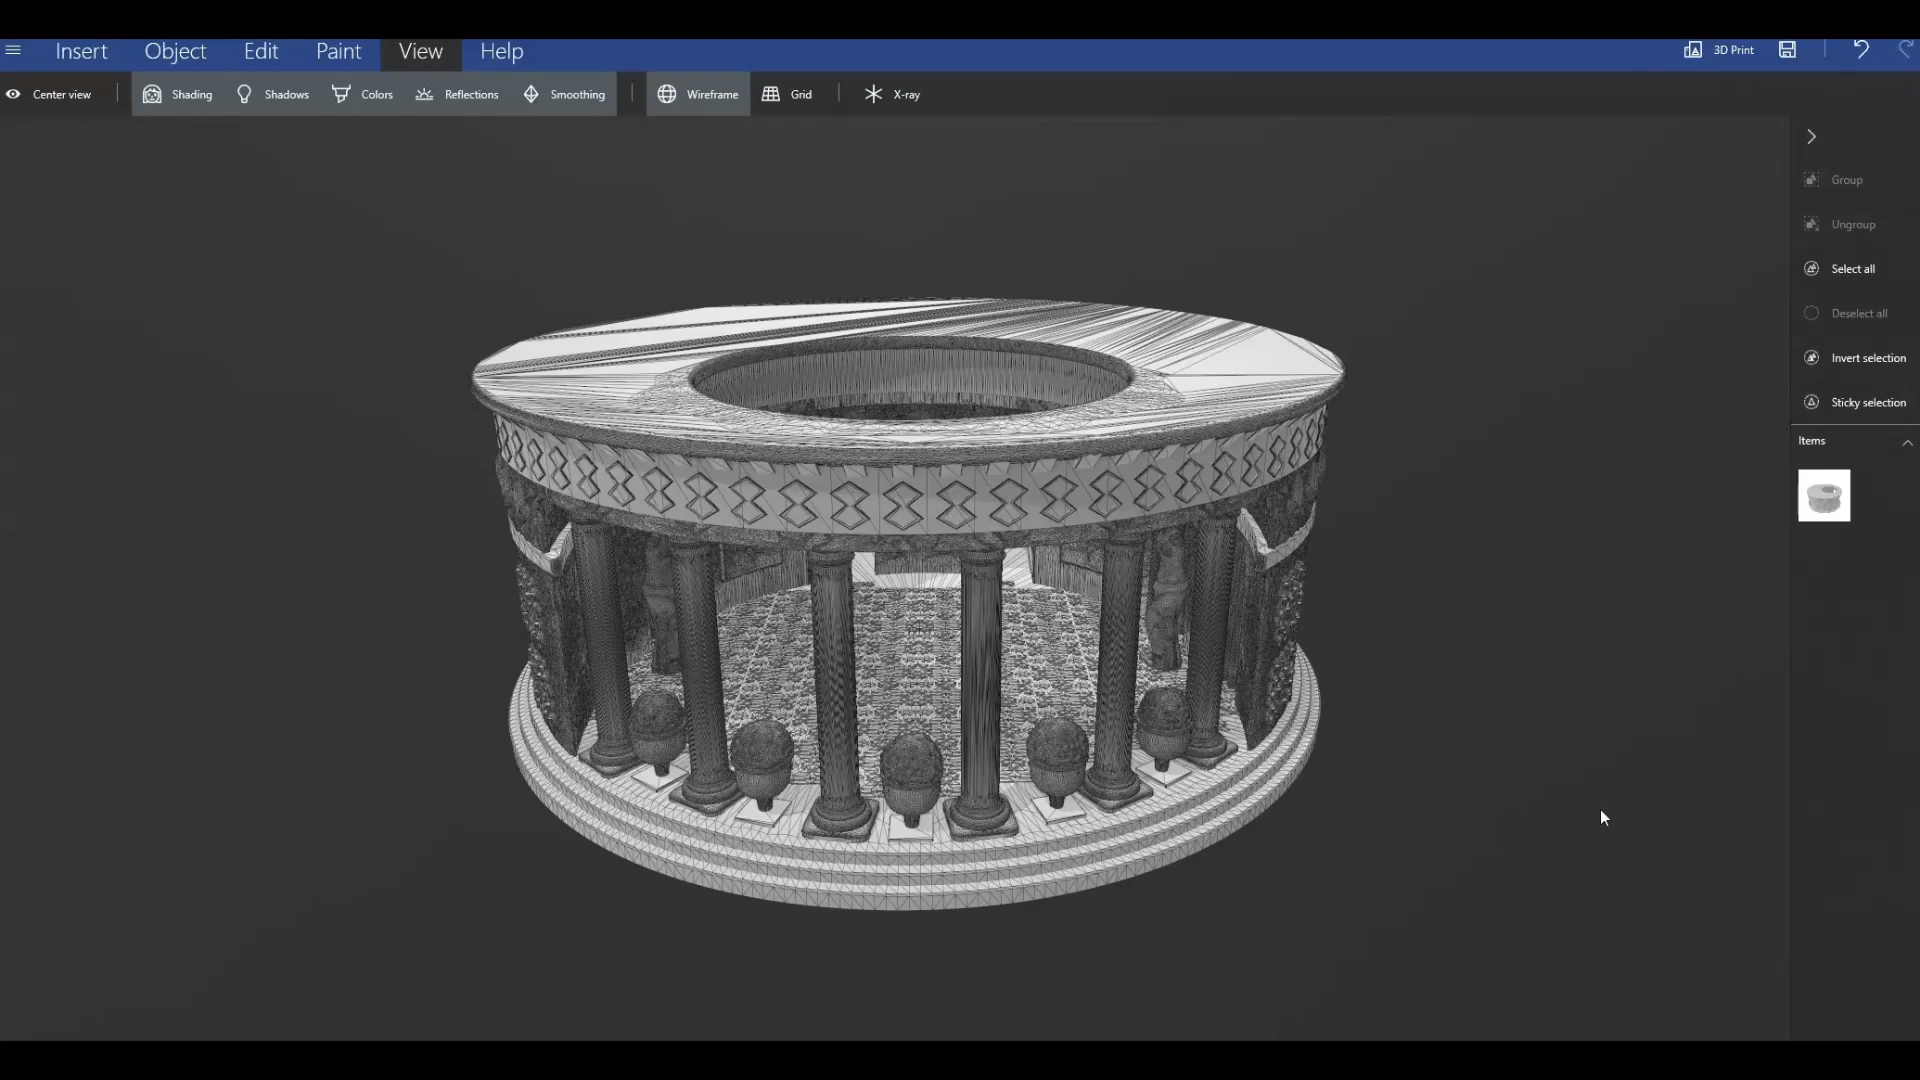 Insert Object Edit Paint View Help 3D Print
Center view Shading Shadows Colors Reflections Smoothing Wireframe Grid X-ray
Group
Ungroup
Select all
Deselect all
Invert selection
Sticky selection
Items